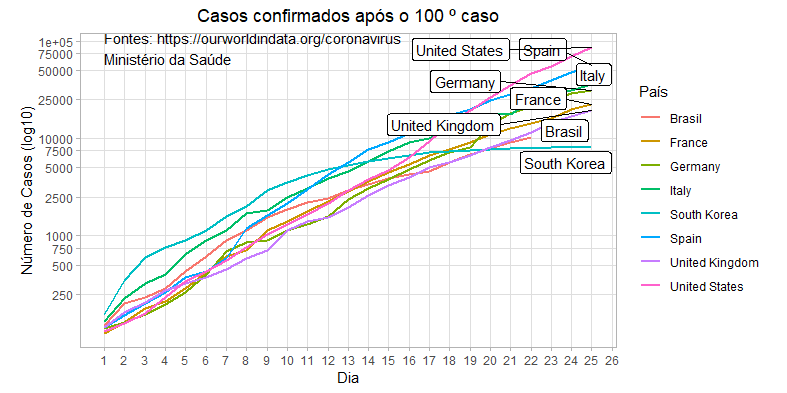 Casos confirmados após o 100 º caso
Fontes: https://ourworldindata.org/coronavirus
Ministério da Saúde
Número de Casos (log10)
1e+05
75000
50000
25000
10000
7500
5000
2500
1000
750
500
250
United States
Spain
Italy
Germany
France
United Kingdom
Brasil
South Korea
1 2 3 4 5 6 7 8 9 10 11 12 13 14 15 16 17 18 19 20 21 22 23 24 25 26
Dia
País
Brasil
France
Germany
Italy
South Korea
Spain
United Kingdom
United States